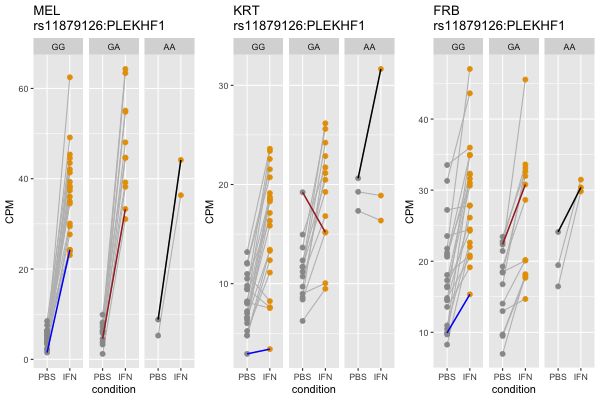 MEL
rs11879126:PLEKHF1
GG GA AA
CPM
60
40
20
0
PBS IFN PBS IFN PBS IFN
condition
KRT
rs11879126:PLEKHF1
GG GA AA
CPM
30
20
10
PBS IFN PBS IFN PBS IFN
condition
FRB
rs11879126:PLEKHF1
GG GA AA
CPM
40
30
20
10
PBS IFN PBS IFN PBS IFN
condition